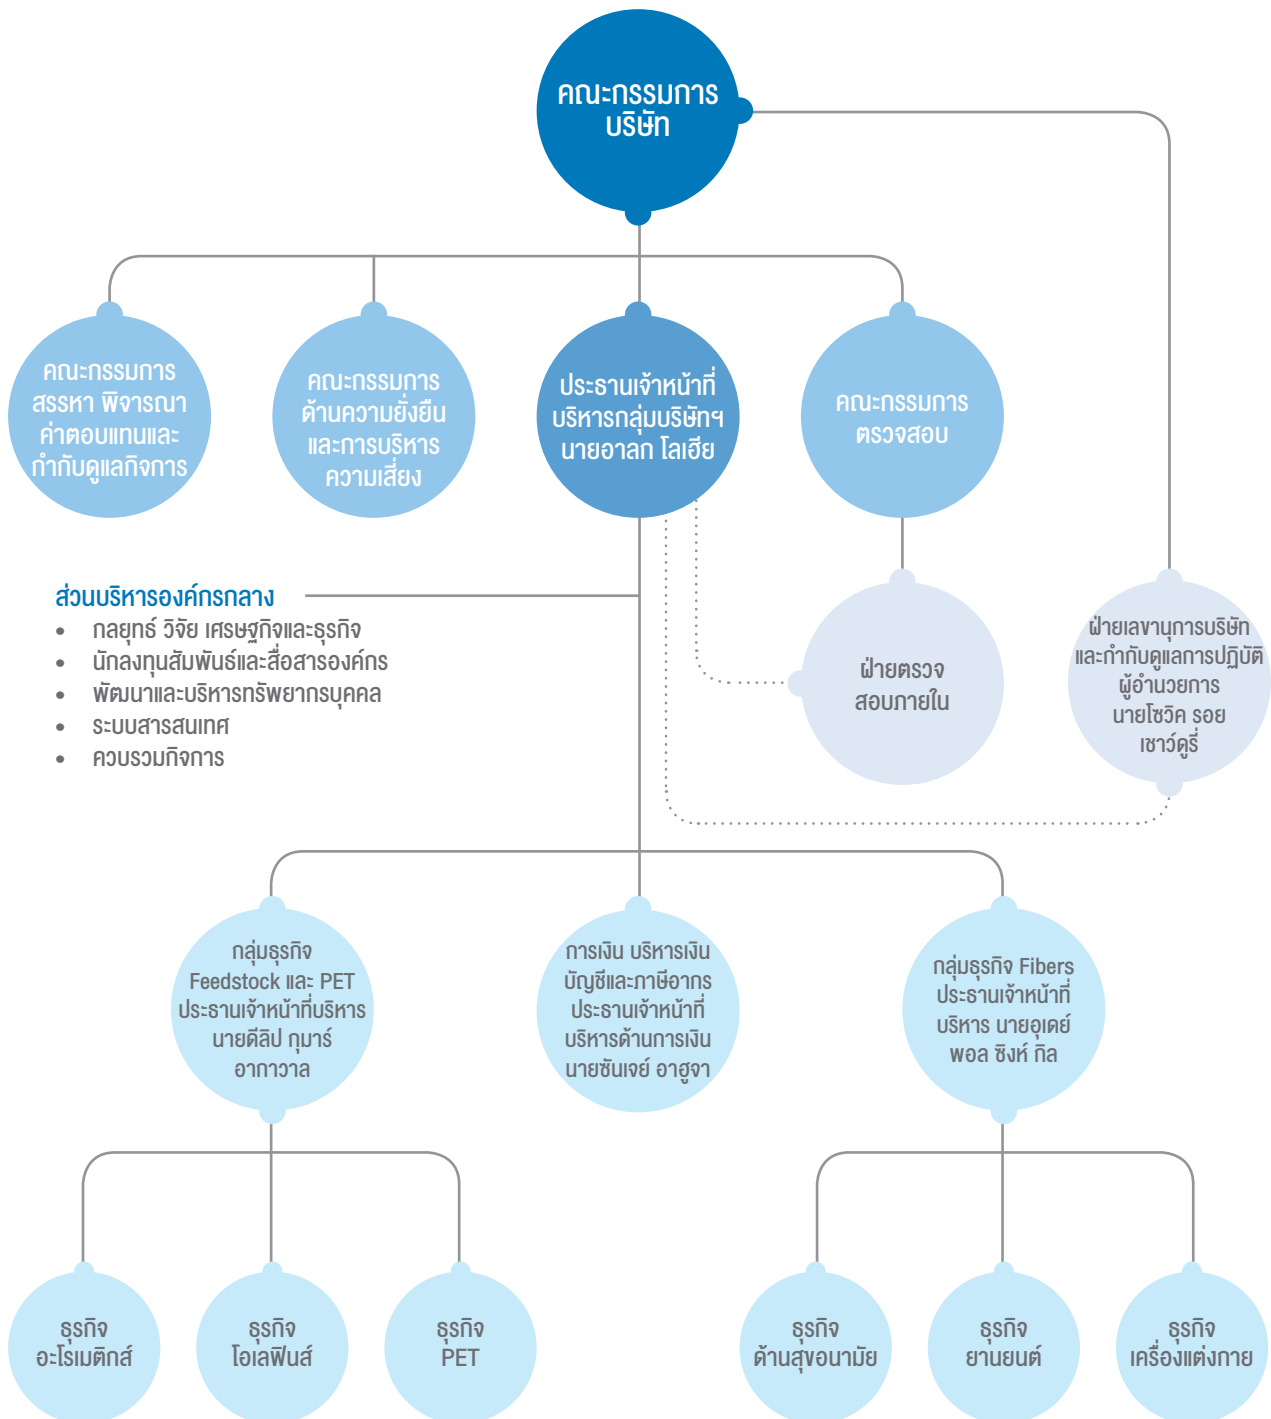 คณะกรรมการ
บริษัท
คณะกรรมการ
สรรหา พิจารณา
ค่าตอบแทนและ
กำกับดูแลกิจการ
คณะกรรมการ
ด้านความยั่งยืน
และการบริหาร
ความเสี่ยง
ประธานเจ้าหน้าที่
บริหารกลุ่มบริษัทฯ
นายอาลก โลเฮีย
คณะกรรมการ
ตรวจสอบ
ส่วนบริหารองค์กรกลาง
• กลยุทธ์ วิจัย เศรษฐกิจและธุรกิจ
• นักลงทุนสัมพันธ์และสื่อสารองค์กร
• พัฒนาและบริหารทรัพยากรบุคคล
• ระบบสารสนเทศ
• ควบรวมกิจการ
ฝ่ายตรวจ
สอบภายใน
ฝ่ายเลขานุการบริษัท
และกำกับดูแลการปฏิบัติ
ผู้อำนวยการ
นายโซวิค รอย
เชาว์ดูรี่
กลุ่มธุรกิจ
Feedstock และ PET
ประธานเจ้าหน้าที่บริหาร
นายดีลิป กุมาร์
อากาวาล
การเงิน บริหารเงิน
บัญชีและภาษีอากร
ประธานเจ้าหน้าที่
บริหารด้านการเงิน
นายซันเจย์ อาฮูจา
กลุ่มธุรกิจ Fibers
ประธานเจ้าหน้าที่
บริหาร นายอุเดย์
พอล ซิงห์ กิล
ธุรกิจ
อะโรเมติกส์
ธุรกิจ
โอเลฟินส์
ธุรกิจ
PET
ธุรกิจ
ด้านสุขอนามัย
ธุรกิจ
ยานยนต์
ธุรกิจ
เครื่องแต่งกาย